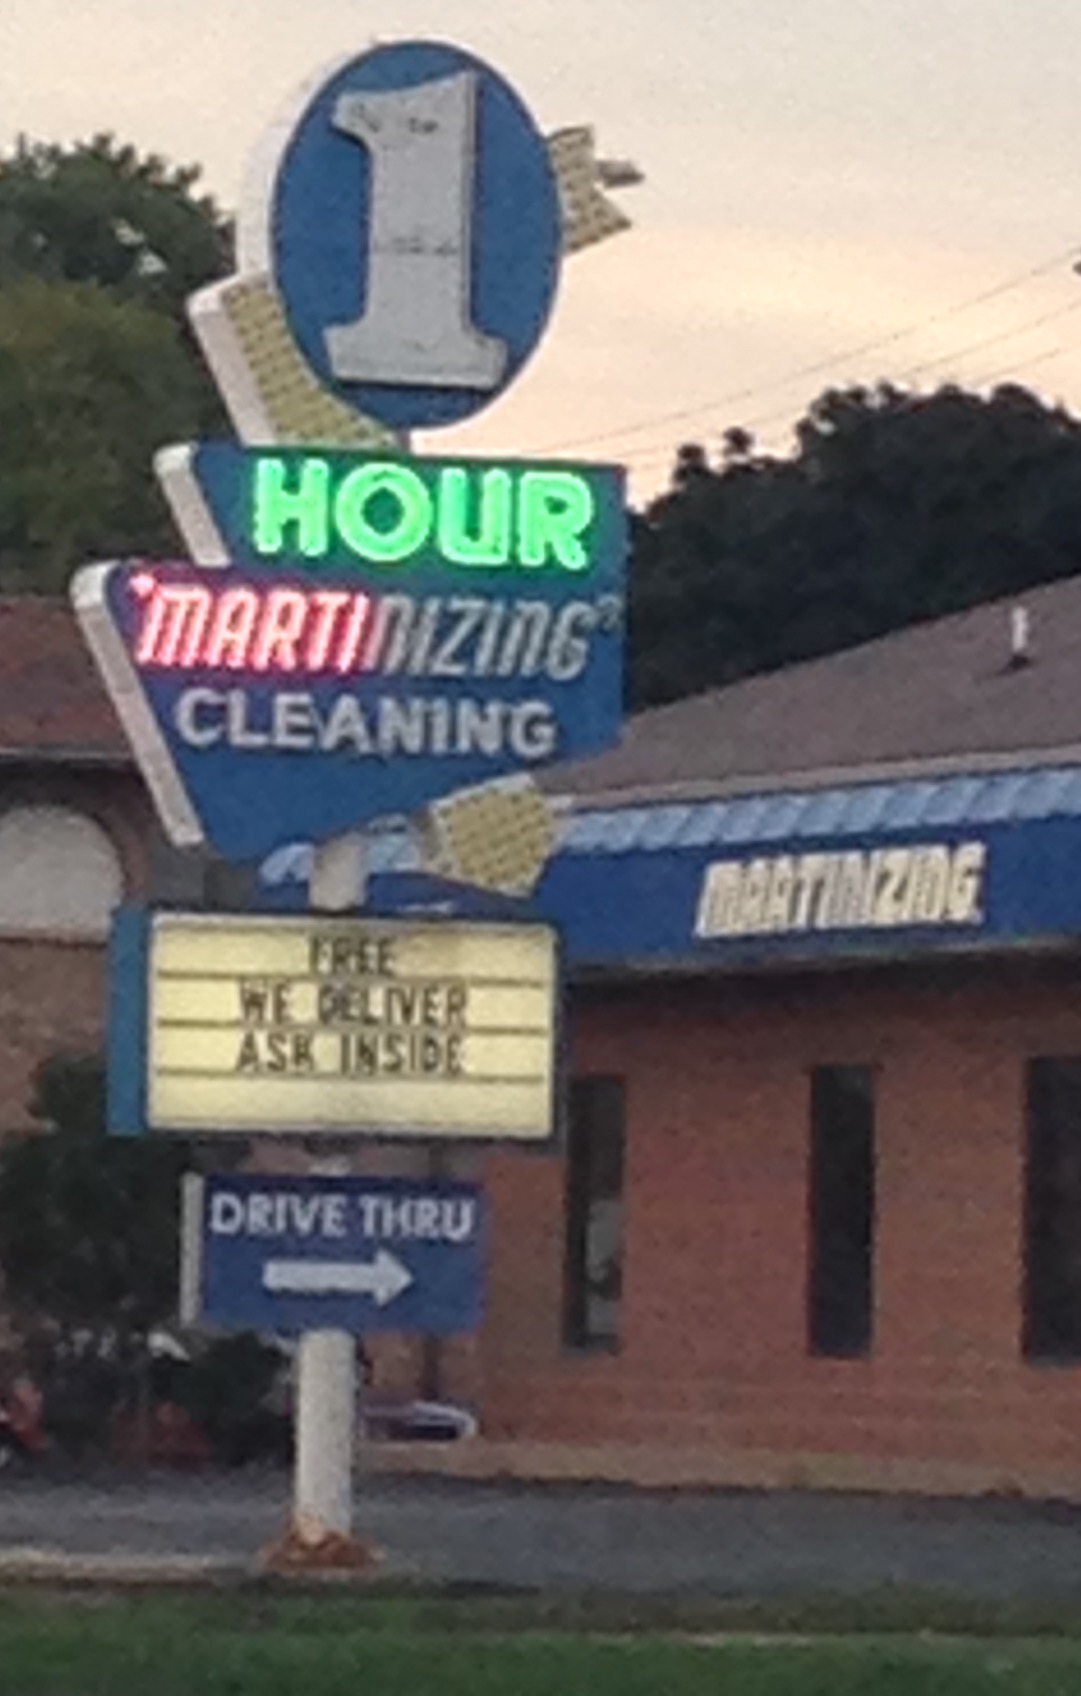 1
HOUR
"MARTINIZING®
CLEANING
MARTINIZING.
FREE
WE DELIVER
ASK INSIDE
DRIVE THRU